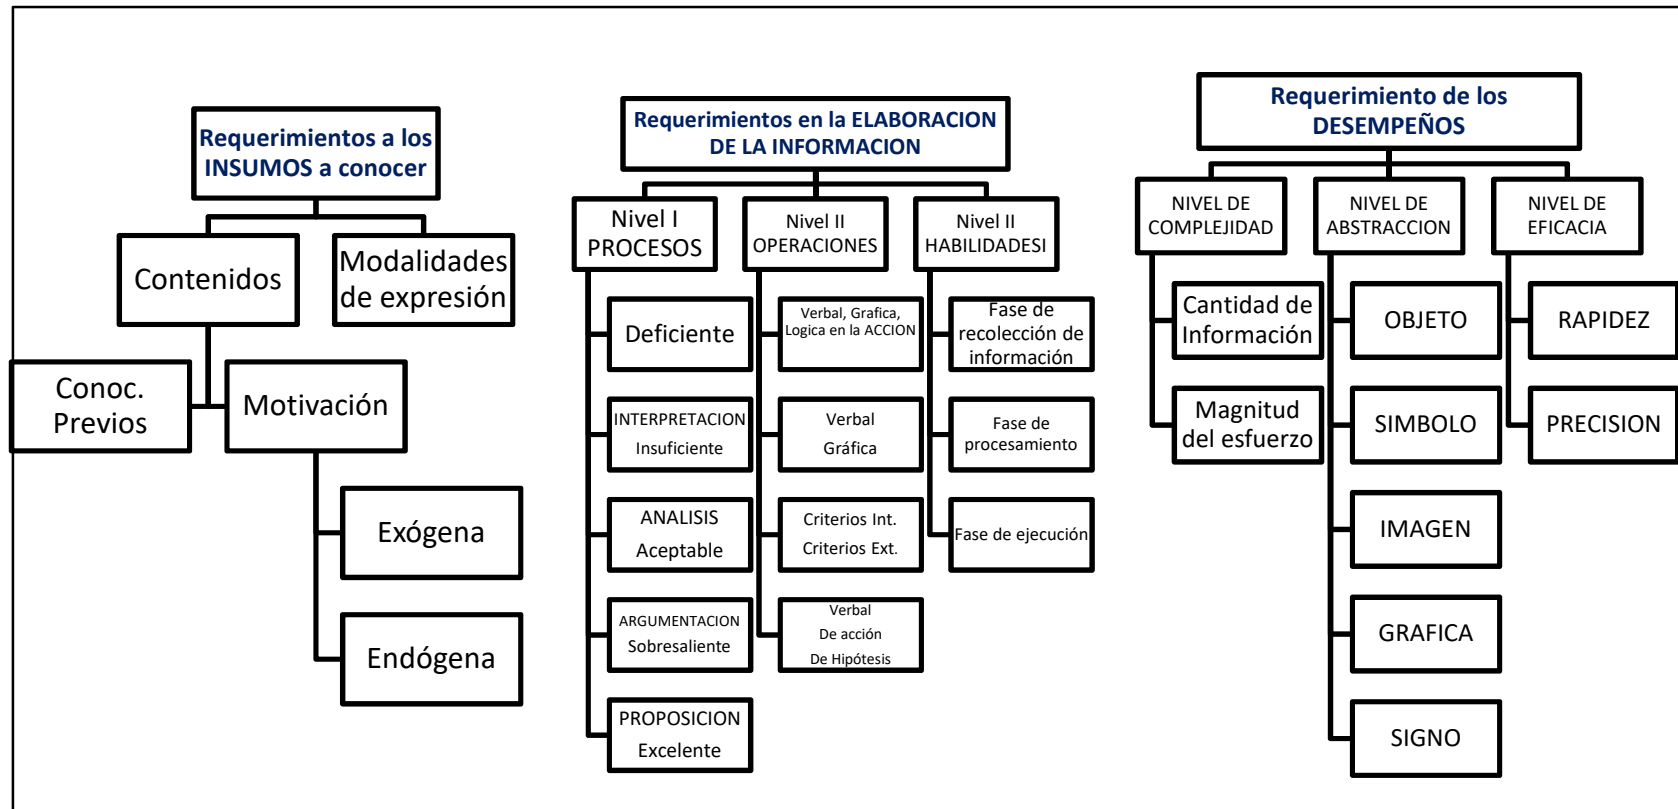 Requerimientos a los
INSUMOS a conocer
Contenidos
Modalidades
de expresión
Conoc.
Previos
Motivación
Exógena
Endógena
Requerimientos en la ELABORACION
DE LA INFORMACION
Nivel I
PROCESOS
Deficiente
INTERPRETACION
Insuficiente
ANALISIS
Aceptable
ARGUMENTACION
Sobresaliente
PROPOSICION
Excelente
Nivel II
OPERACIONES
Verbal, Grafica,
Logica en la ACCION
Verbal
Gráfica
Criterios Int.
Criterios Ext.
Verbal
De acción
De Hipótesis
Nivel II
HABILIDADESI
Fase de
recolección de
información
Fase de
procesamiento
Fase de ejecución
Requerimiento de los
DESEMPEÑOS
NIVEL DE
COMPLEJIDAD
Cantidad de
Información
Magnitud
del esfuerzo
NIVEL DE
ABSTRACCION
OBJETO
SIMBOLO
IMAGEN
GRAFICA
SIGNO
NIVEL DE
EFICACIA
RAPIDEZ
PRECISION